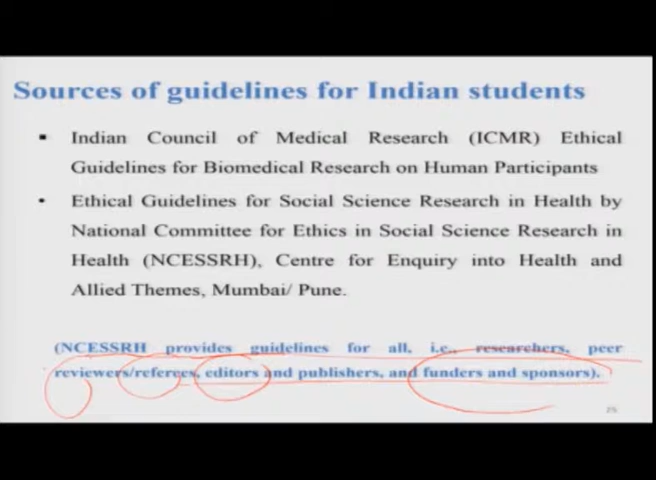 Sources of guidelines for Indian students
▪ Indian Council of Medical Research (ICMR) Ethical
Guidelines for Biomedical Research on Human Participants
• Ethical Guidelines for Social Science Research in Health by
National Committee for Ethics in Social Science Research in
Health (NCESSRH), Centre for Enquiry into Health and
Allied Themes, Mumbai/ Pune.
(NCESSRH provides guidelines for all, i.e., researchers, peer
reviewers/referees, editors and publishers, and funders and sponsors).